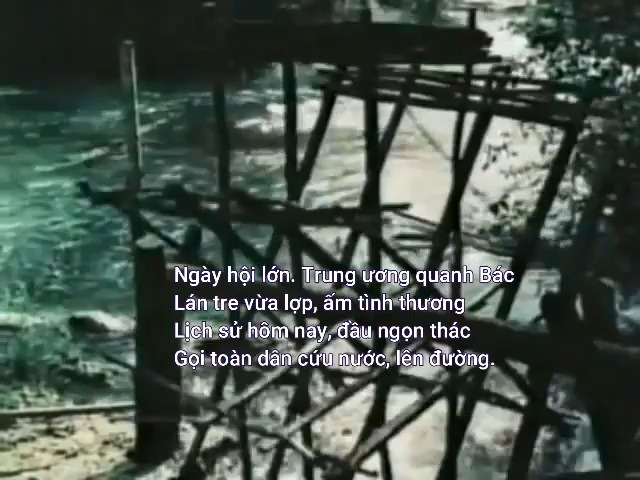 Ngày hội lớn. Trung ương quanh Bác
Lán tre vừa lợp, ấm tình thương
Lịch sử hôm nay, đầu ngọn thác
Gọi toàn dân cứu nước, lên đường.